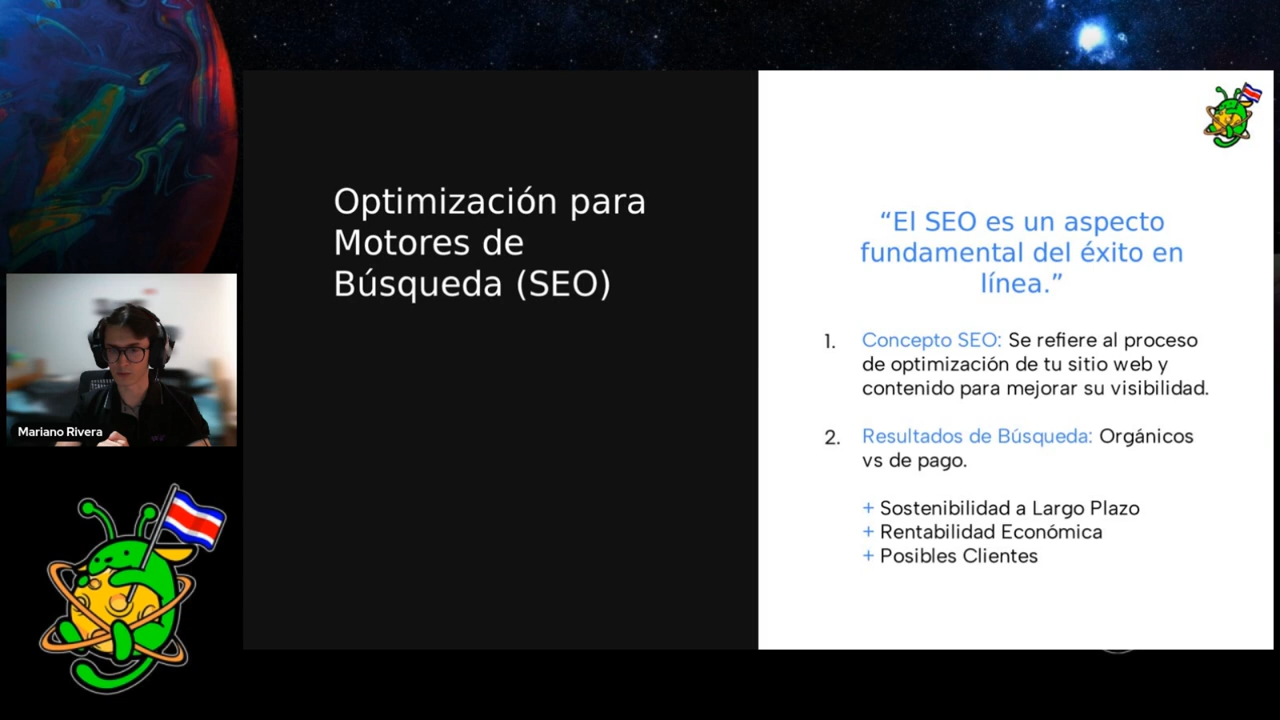 Optimización para
Motores de
Búsqueda (SEO)
“El SEO es un aspecto
fundamental del éxito en
línea.”
1. Concepto SEO: Se refiere al proceso
de optimización de tu sitio web y
contenido para mejorar su visibilidad.
2. Resultados de Búsqueda: Orgánicos
vs de pago.
+ Sostenibilidad a Largo Plazo
+ Rentabilidad Económica
+ Posibles Clientes
Mariano Rivera